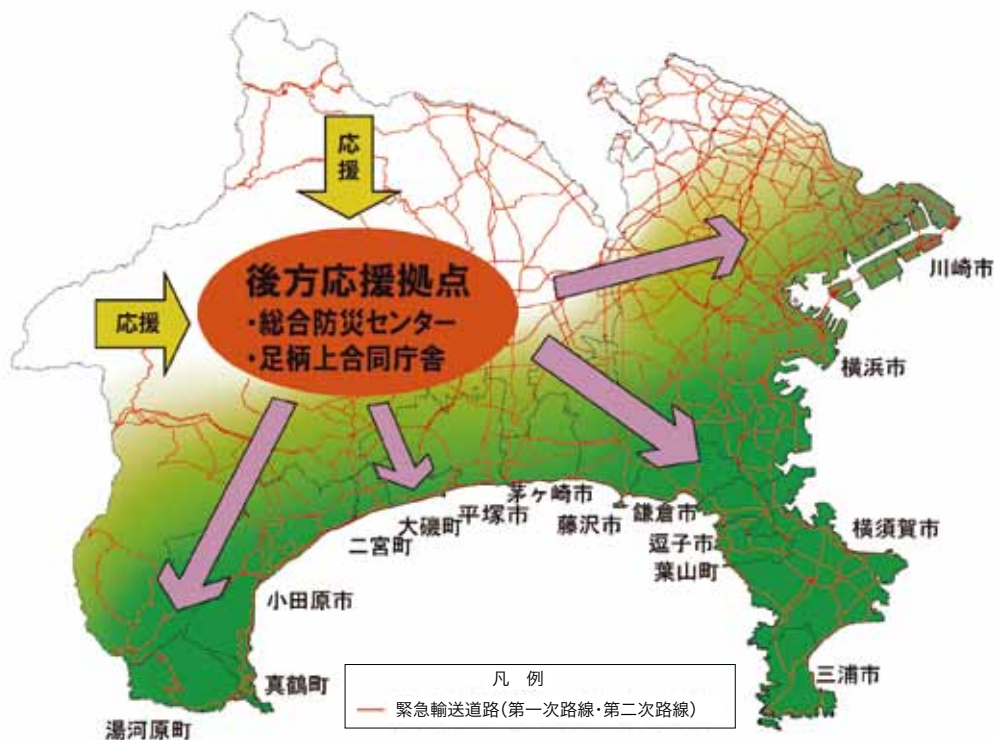 応
援
応援
後方応援拠点
・総合防災センター
・足柄上合同庁舎
川崎市
横浜市
茅ヶ崎市
平塚市
大磯町
二宮町
藤沢市
鎌倉市
逗子市
葉山町
横須賀市
小田原市
三浦市
真鶴町
湯河原町
凡 例
緊急輸送道路(第一次路線・第二次路線)